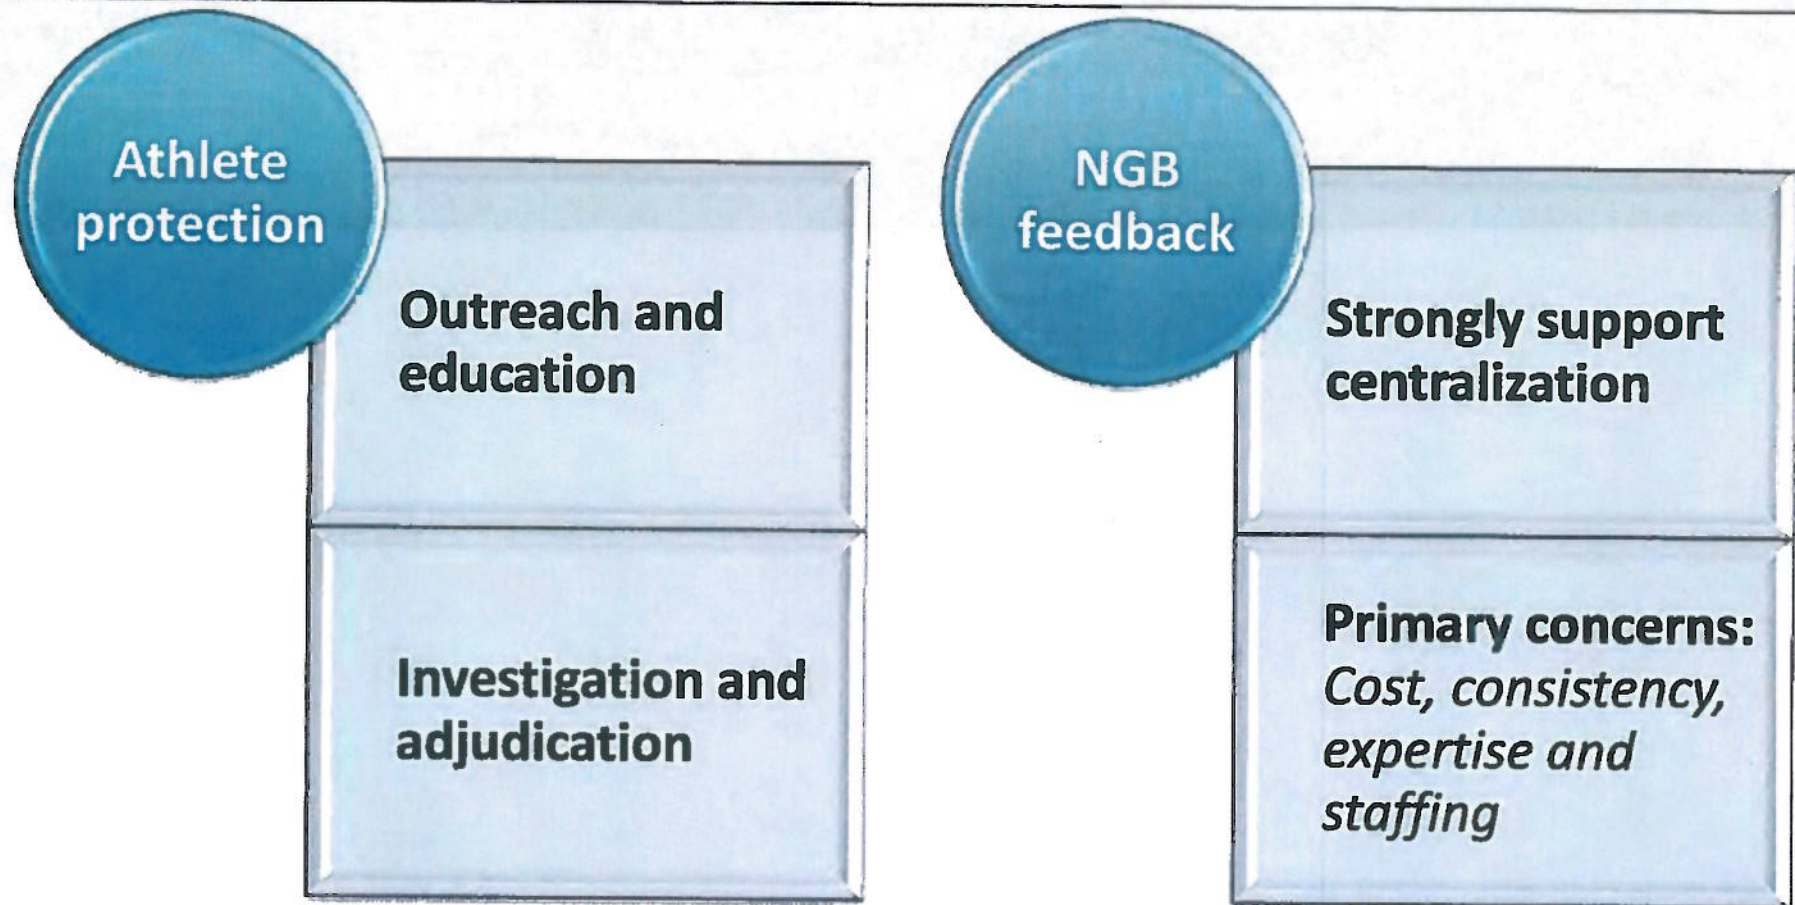 Athlete
protection
Outreach and
education
Investigation and
adjudication
NGB
feedback
Strongly support
centralization
Primary concerns:
Cost, consistency,
expertise and
staffing